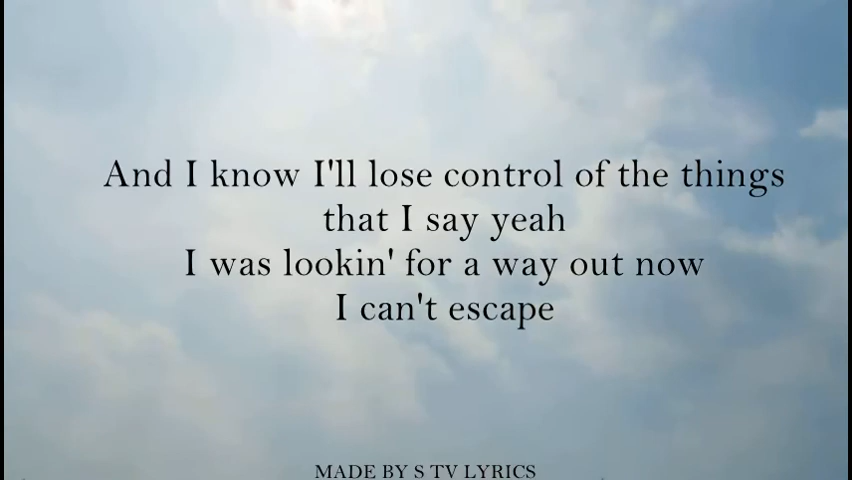 And I know I'll lose control of the things
that I say yeah
I was lookin' for a way out now
I can't escape
MADE BY S TV LYRICS